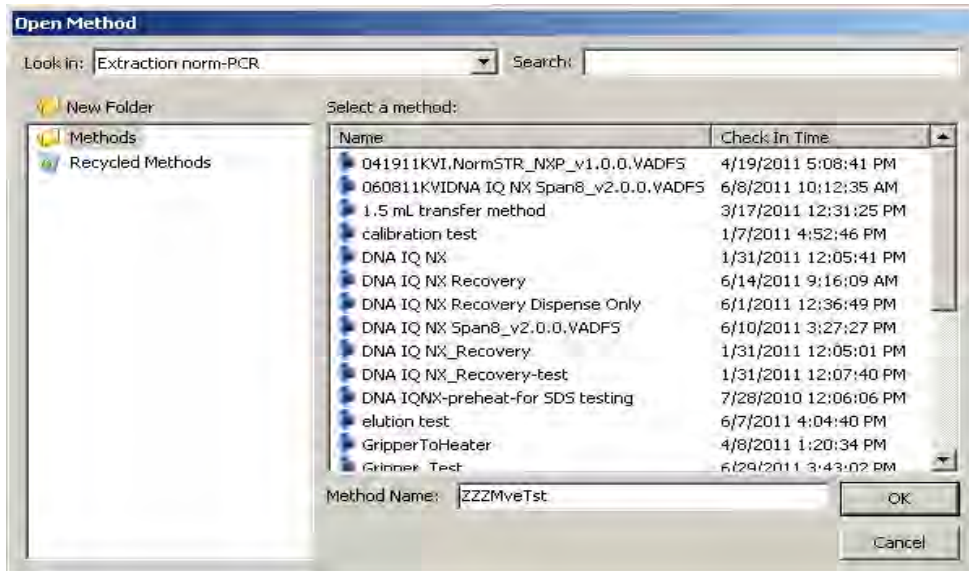 Open Method
Look in: Extraction norm-PCR Search:
New Folder Select a method:
Methods
Recycled Methods
Name Check In Time
041911KVI.NormSTR_NXP_v1.0.0.VADFS 4/19/2011 5:08:41 PM
060811KVIDNA IQ NX Span8_v2.0.0.VADFS 6/8/2011 10:12:35 AM
1.5 mL transfer method 3/17/2011 12:31:25 PM
calibration test 1/7/2011 4:52:46 PM
DNA IQ NX 1/31/2011 12:05:41 PM
DNA IQ NX Recovery 6/14/2011 9:16:09 AM
DNA IQ NX Recovery Dispense Only 6/1/2011 12:36:49 PM
DNA IQ NX Span8_v2.0.0.VADFS 6/10/2011 3:27:27 PM
DNA IQ NX_Recovery 1/31/2011 12:05:01 PM
DNA IQ NX_Recovery-test 1/31/2011 12:07:40 PM
DNA IQNX-preheat-for SDS testing 7/28/2010 12:06:06 PM
elution test 6/7/2011 4:04:40 PM
GripperToHeater 4/8/2011 1:20:34 PM
Gripper_Test 6/29/2011 3:43:02 PM
Method Name: ZZZMveTst OK
Cancel